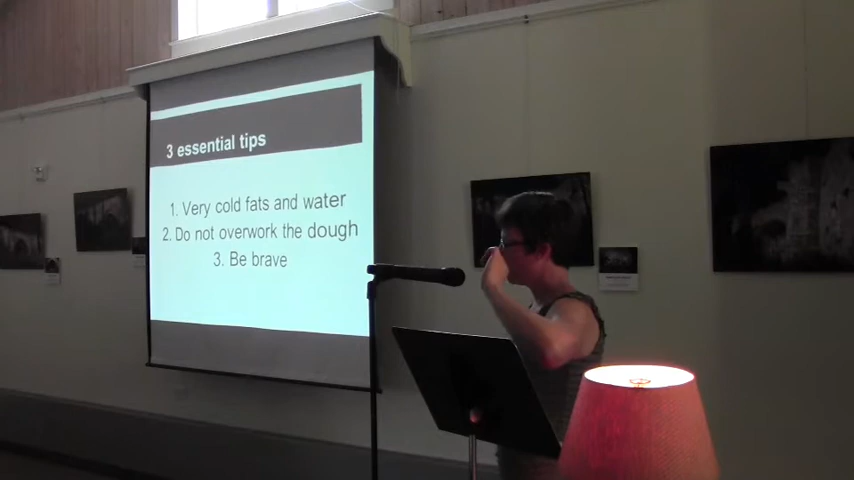 3 essential tips
1. Very cold fats and water
2. Do not overwork the dough
3. Be brave